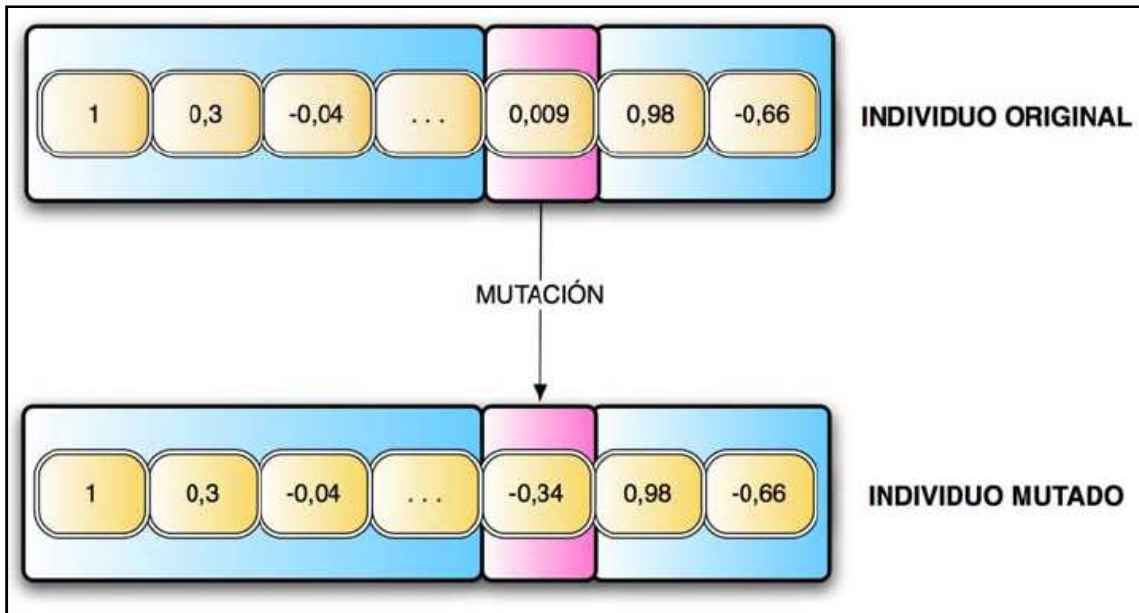 1 0,3 -0,04 . . . 0,009 0,98 -0,66 INDIVIDUO ORIGINAL
MUTACIÓN
1 0,3 -0,04 . . . -0,34 0,98 -0,66 INDIVIDUO MUTADO